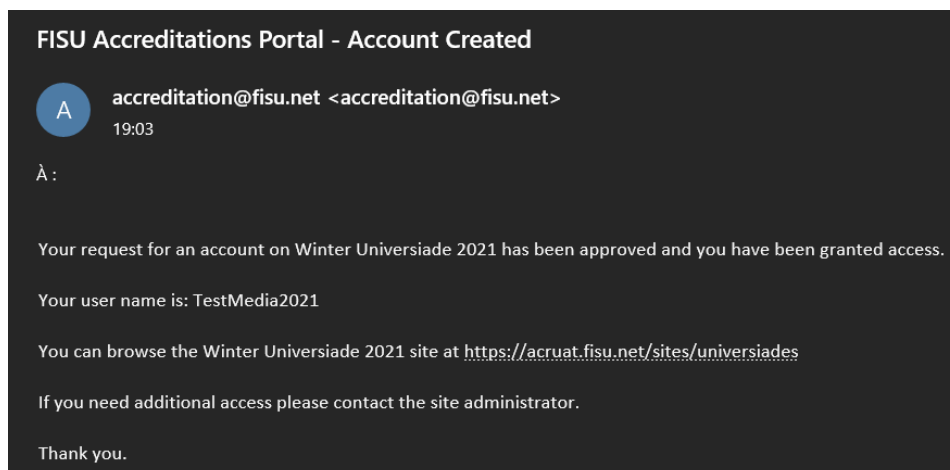 FISU Accreditations Portal - Account Created
A
accreditation@fisu.net <accreditation@fisu.net>
19:03
À :
Your request for an account on Winter Universiade 2021 has been approved and you have been granted access.
Your user name is: TestMedia2021
You can browse the Winter Universiade 2021 site at https://acruat.fisu.net/sites/universiades
If you need additional access please contact the site administrator.
Thank you.